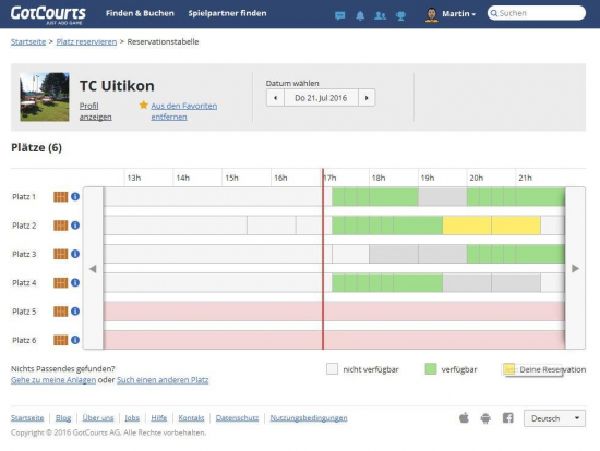 GotCourts
JUST ADD GAME
Finden & Buchen
Spielpartner finden
Martin
Suchen
Startseite > Platz reservieren > Reservationstabelle
TC Uitikon
Profil anzeigen
Aus den Favoriten entfernen
Datum wählen
Do 21. Jul 2016
Plätze (6)
13h 14h 15h 16h 17h 18h 19h 20h 21h
Platz 1
Platz 2
Platz 3
Platz 4
Platz 5
Platz 6
Nichts Passendes gefunden?
Gehe zu meine Anlagen oder Such einen anderem Platz
nicht verfügbar
verfügbar
Deine Reservation
Startseite Blog Über uns Jobs Hilfe Kontakt Datenschutz Nutzungsbedingungen
Deutsch
Copyright © 2016 GotCourts AG. Alle Rechte vorbehalten.